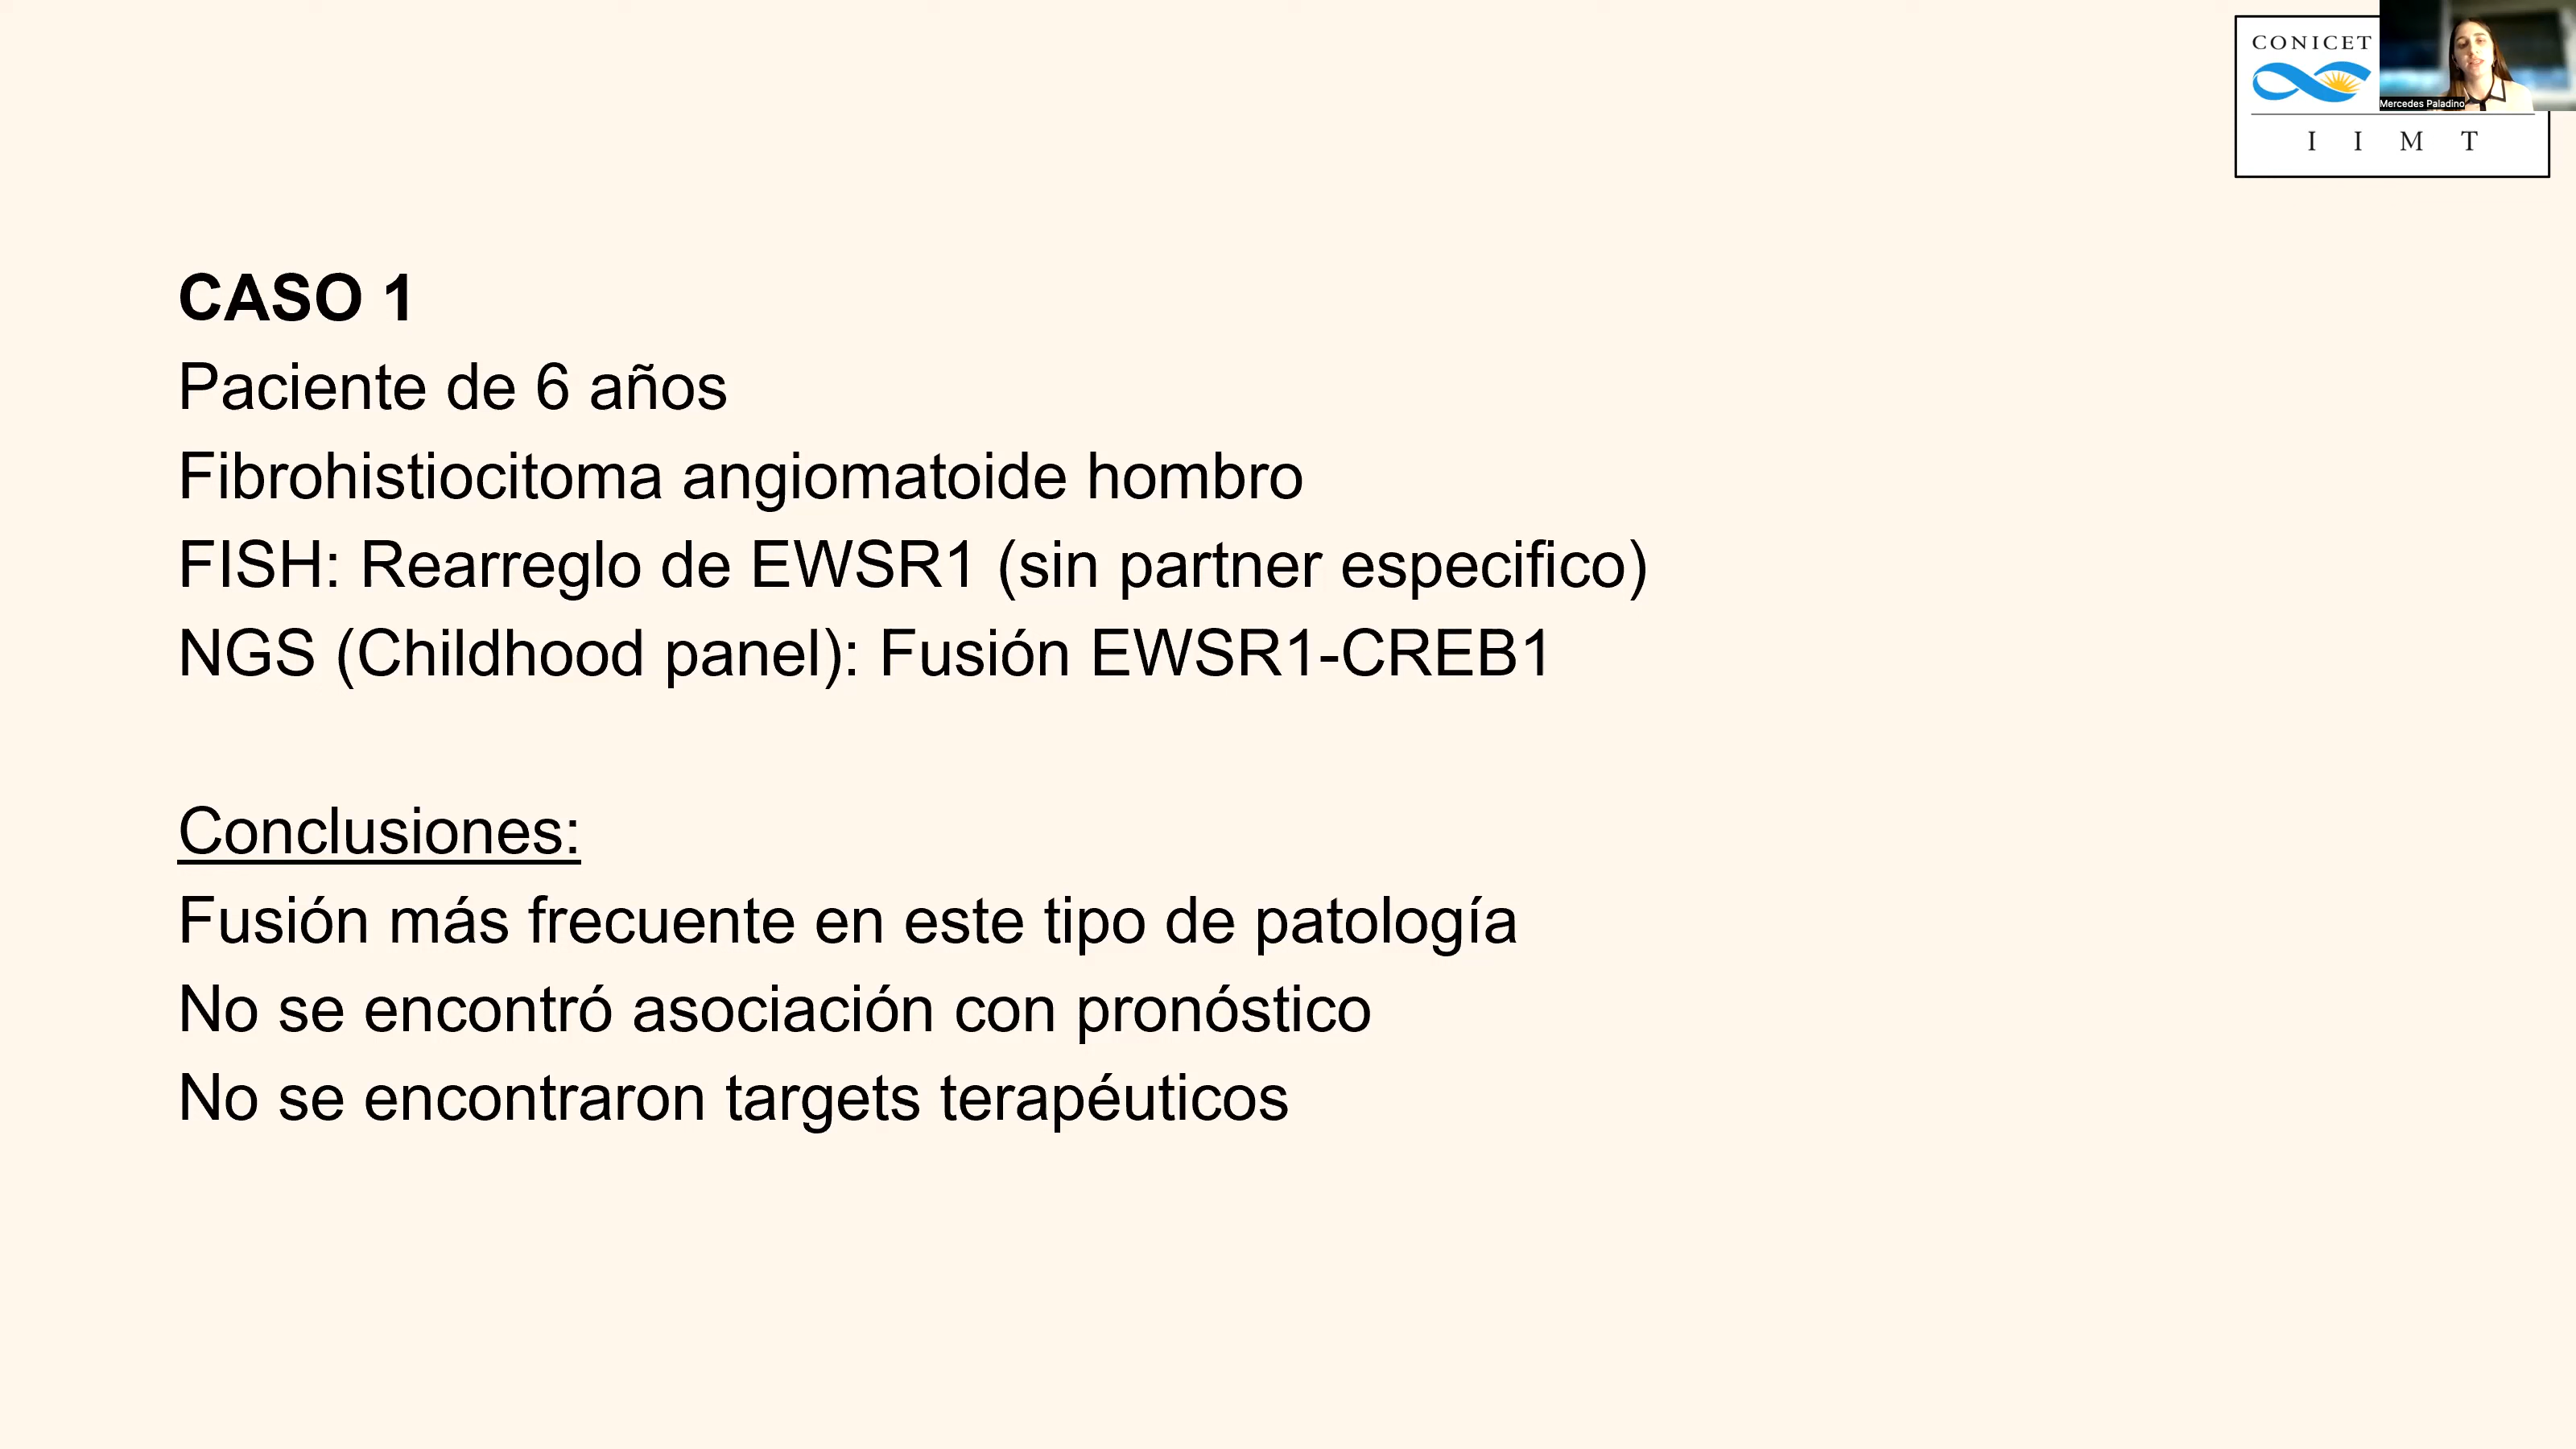 CONICET
Mercedes Paladino
I I M T
CASO 1
Paciente de 6 años
Fibrohistiocitoma angiomatoide hombro
FISH: Rearreglo de EWSR1 (sin partner especifico)
NGS (Childhood panel): Fusión EWSR1-CREB1
Conclusiones:
Fusión más frecuente en este tipo de patología
No se encontró asociación con pronóstico
No se encontraron targets terapéuticos